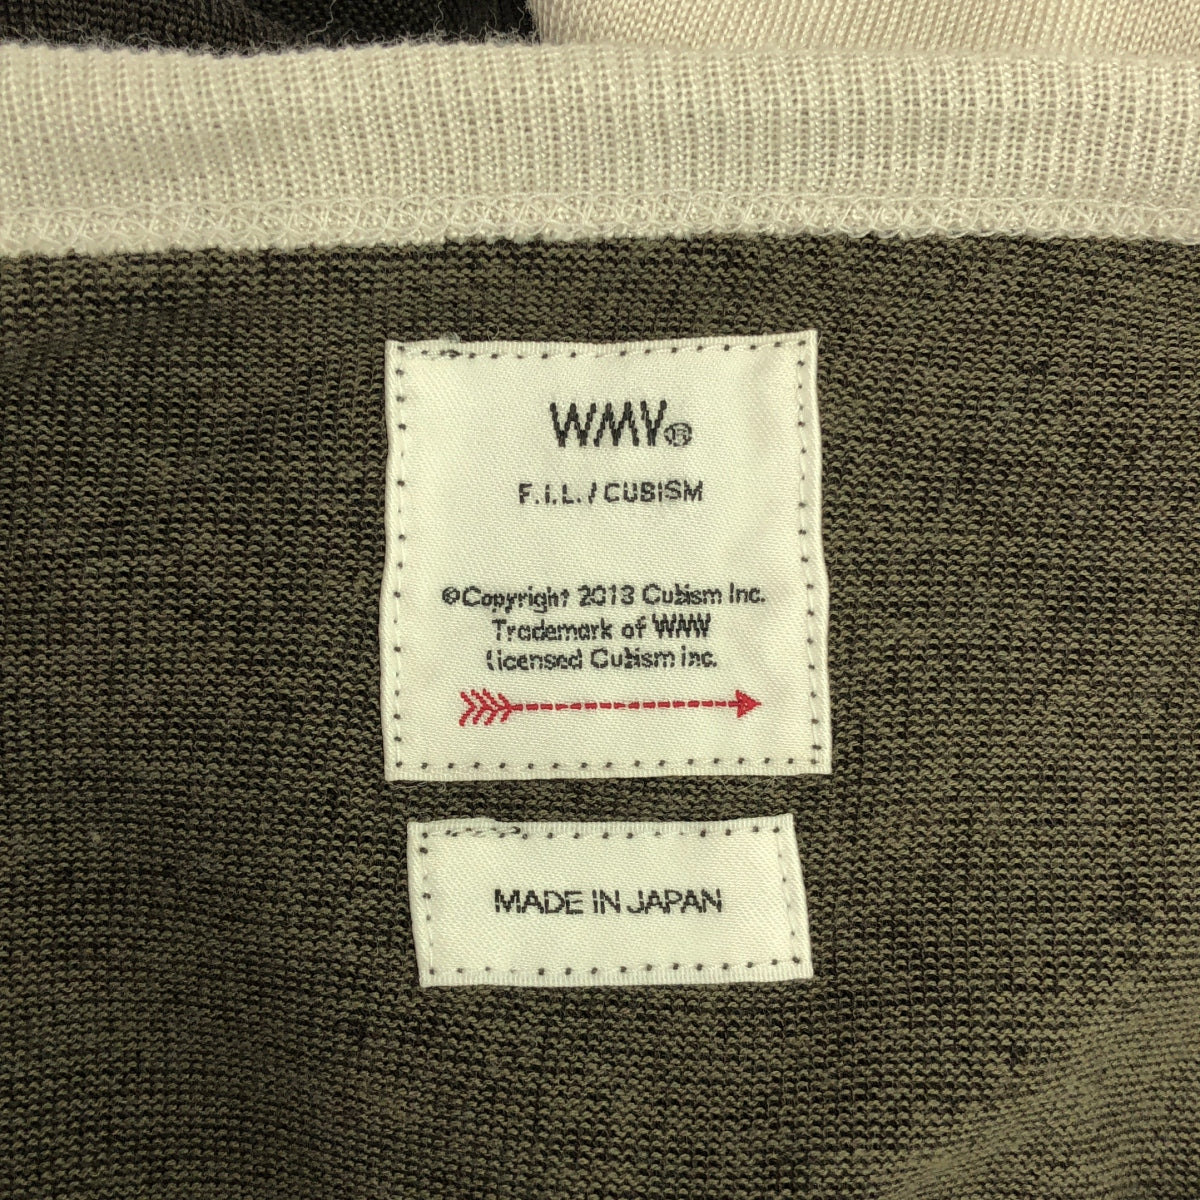 WMV®
F.I.L. / CUBISM
©Copyright 2013 Cubism Inc.
Trademark of WMV
Licensed Cubism Inc.
MADE IN JAPAN